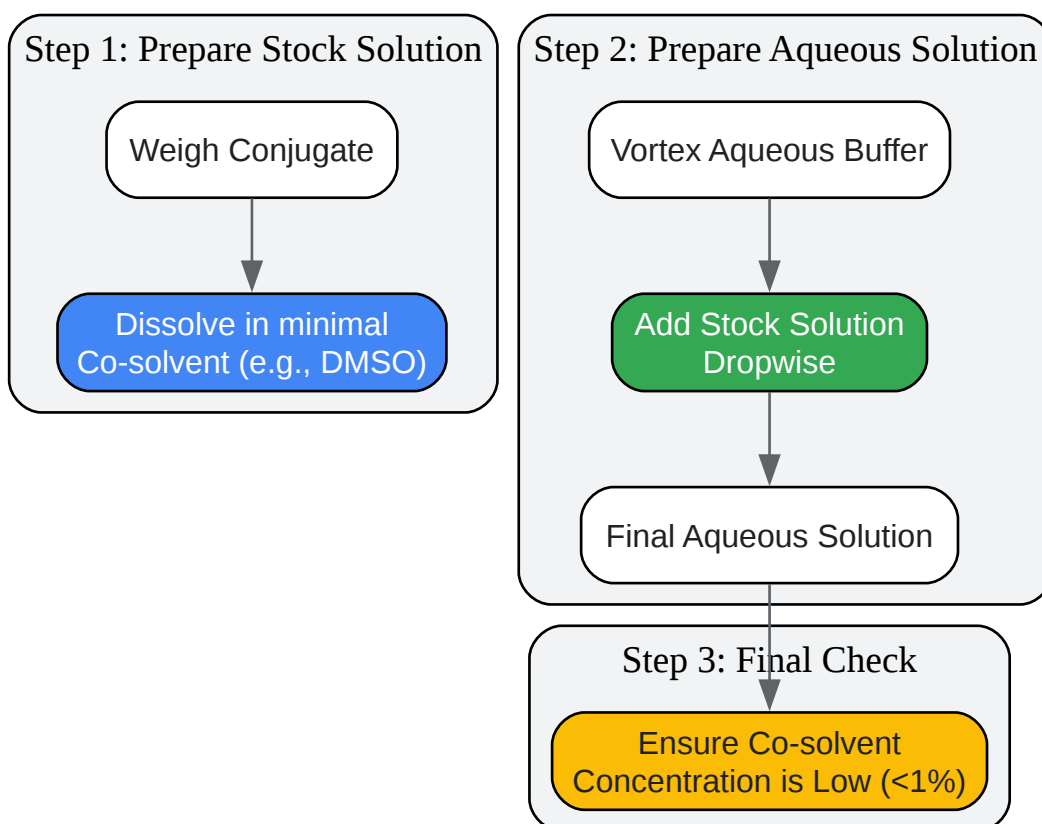 Step 1: Prepare Stock Solution
Weigh Conjugate
Dissolve in minimal
Co-solvent (e.g., DMSO)
Step 2: Prepare Aqueous Solution
Vortex Aqueous Buffer
Add Stock Solution
Dropwise
Final Aqueous Solution
Step 3: Final Check
Ensure Co-solvent
Concentration is Low (<1%)